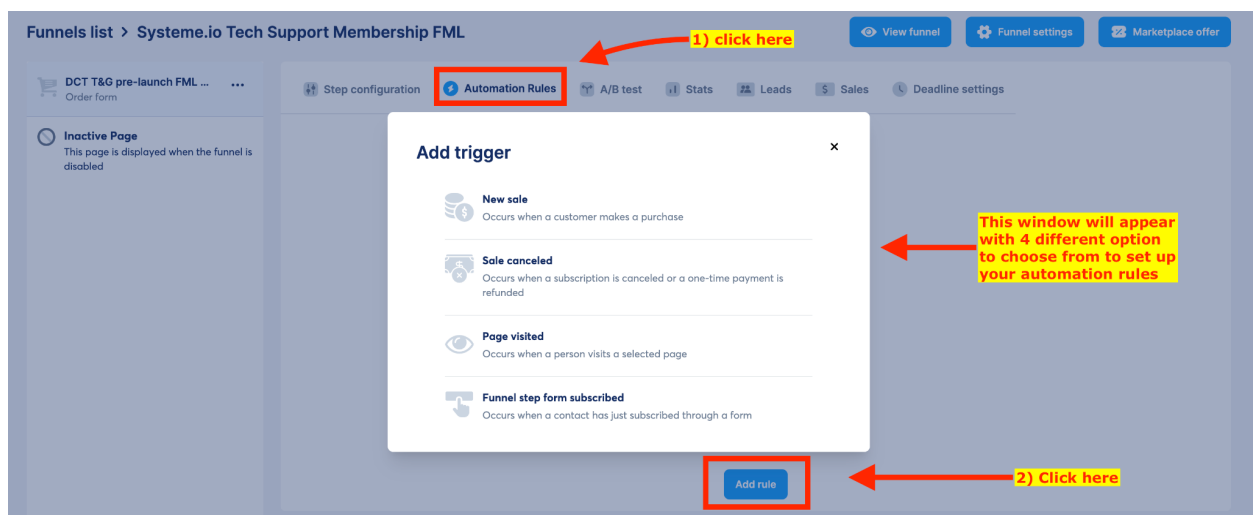 Funnels list > Systeme.io Tech Support Membership FML
1) click here
View funnel
Funnel settings
Marketplace offer
DCT T&G pre-launch FML ... ...
Order form
Step configuration
Automation Rules
A/B test
Stats
Leads
Sales
Deadline settings
Inactive Page
This page is displayed when the funnel is
disabled
Add trigger
×
New sale
Occurs when a customer makes a purchase
Sale canceled
Occurs when a subscription is canceled or a one-time payment is
refunded
Page visited
Occurs when a person visits a selected page
Funnel step form subscribed
Occurs when a contact has just subscribed through a form
This window will appear
with 4 different option
to choose from to set up
your automation rules
Add rule
2) Click here